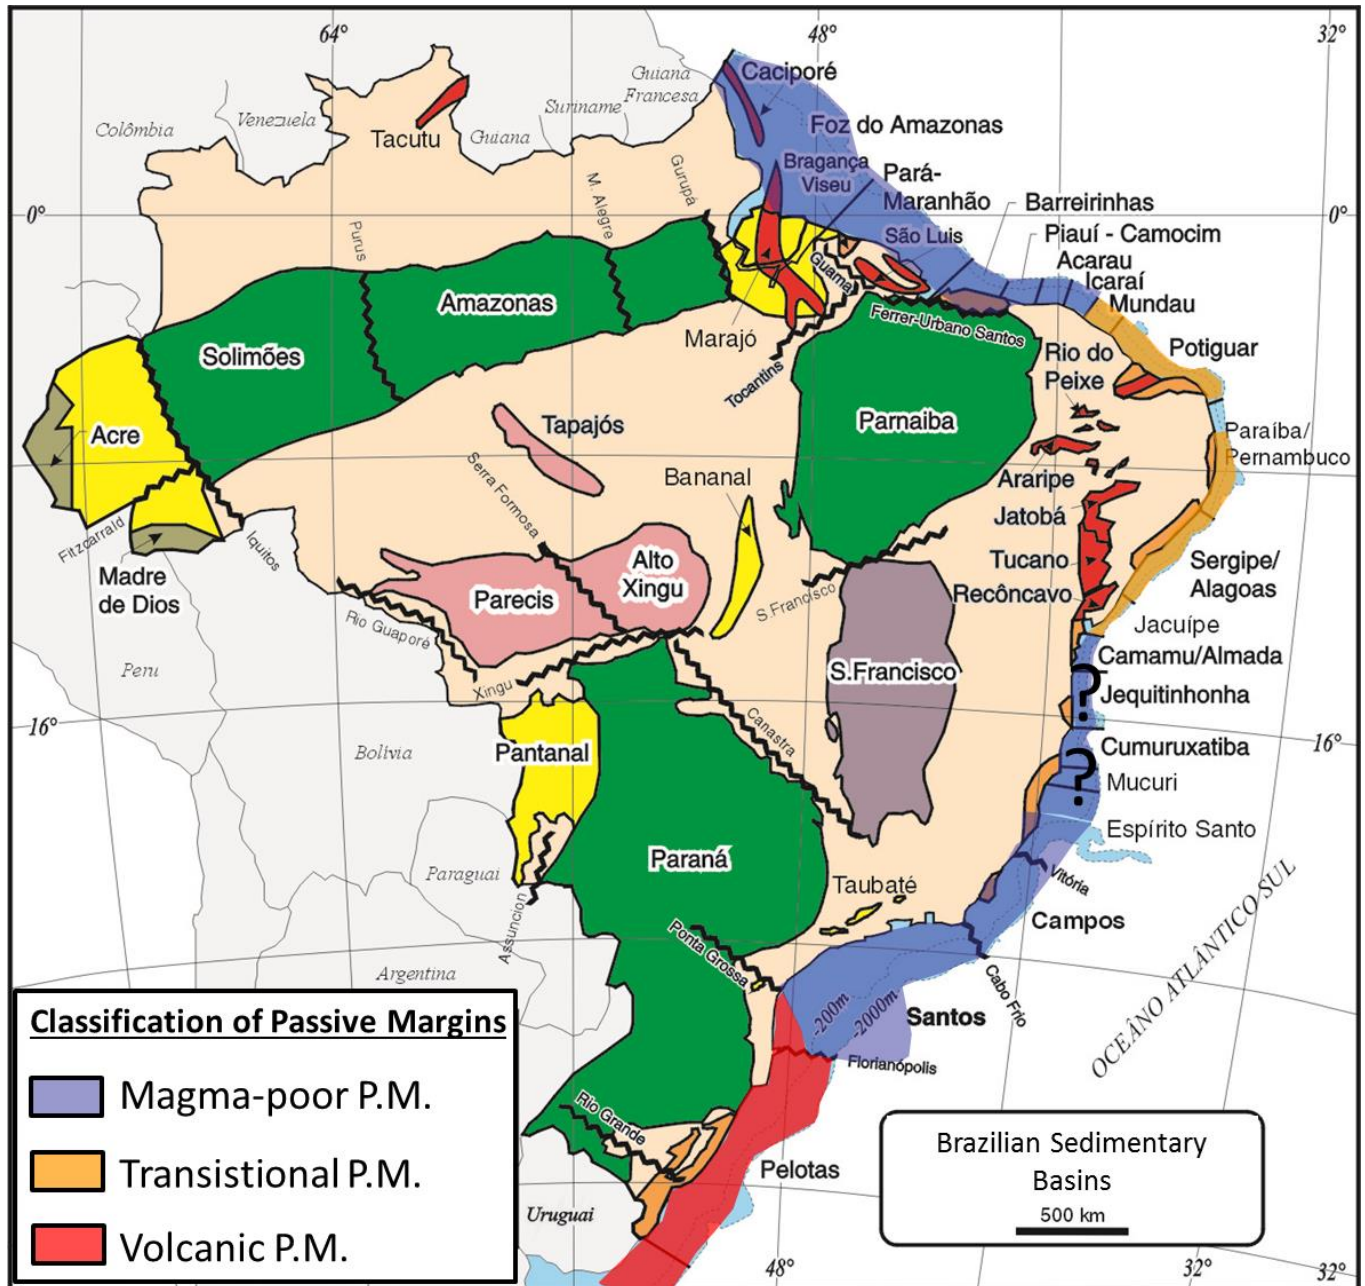 64°
48°
32°
Colômbia
Venezuela
Tacutu
Guiana
Suriname
Guiana
Francesa
Caciporé
Foz do Amazonas
Bragança
Viseu
Pará-
Maranhão
Barreirinhas
São Luis
Piauí - Camocim
Acarau
Icaraí
Mundau
0°
0°
Purus
M. Alegre
Gurupá
Guama
Solimões
Amazonas
Marajó
Tocantins
Ferrer-Urbano Santos
Rio do
Peixe
Potiguar
Acre
Tapajós
Parnaiba
Paraíba/
Pernambuco
Serra Formosa
Bananal
Araripe
Jatobá
Fitzcarrald
Iquitos
Madre
de Dios
Alto
Xingu
Parecis
Tucano
Sergipe/
Alagoas
Recôncavo
S.Francisco
Rio Guaporé
Jacuípe
Camamu/Almada
?
Jequitinhonha
Peru
Xingu
S.Francisco
Canastra
16°
16°
Bolívia
Pantanal
Cumuruxatiba
?
Mucuri
Espírito Santo
Paraná
Paraguai
Taubaté
Vitória
Campos
Assuncion
Ponta Grossa
Cabo Frio
OCEÂNO ATLÂNTICO SUL
Argentina
-200m
-2000m
Santos
Florianópolis
Classification of Passive Margins
Magma-poor P.M.
Transistional P.M.
Volcanic P.M.
Rio Grande
Pelotas
Uruguai
Brazilian Sedimentary
Basins
500 km
48°
32°
32°